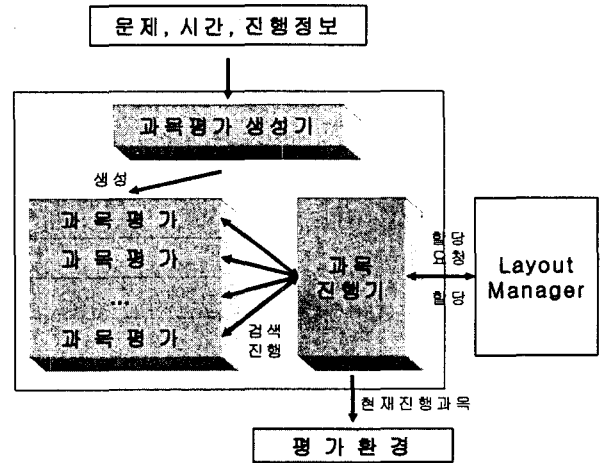 문제, 시간, 진행정보
과목평가 생성기
생성
과 목 평 가
과 목 평 가
...
과 목 평 가
검색
진행
과목
진행기
할당
요청
할당
Layout
Manager
현재진행과목
평 가 환 경